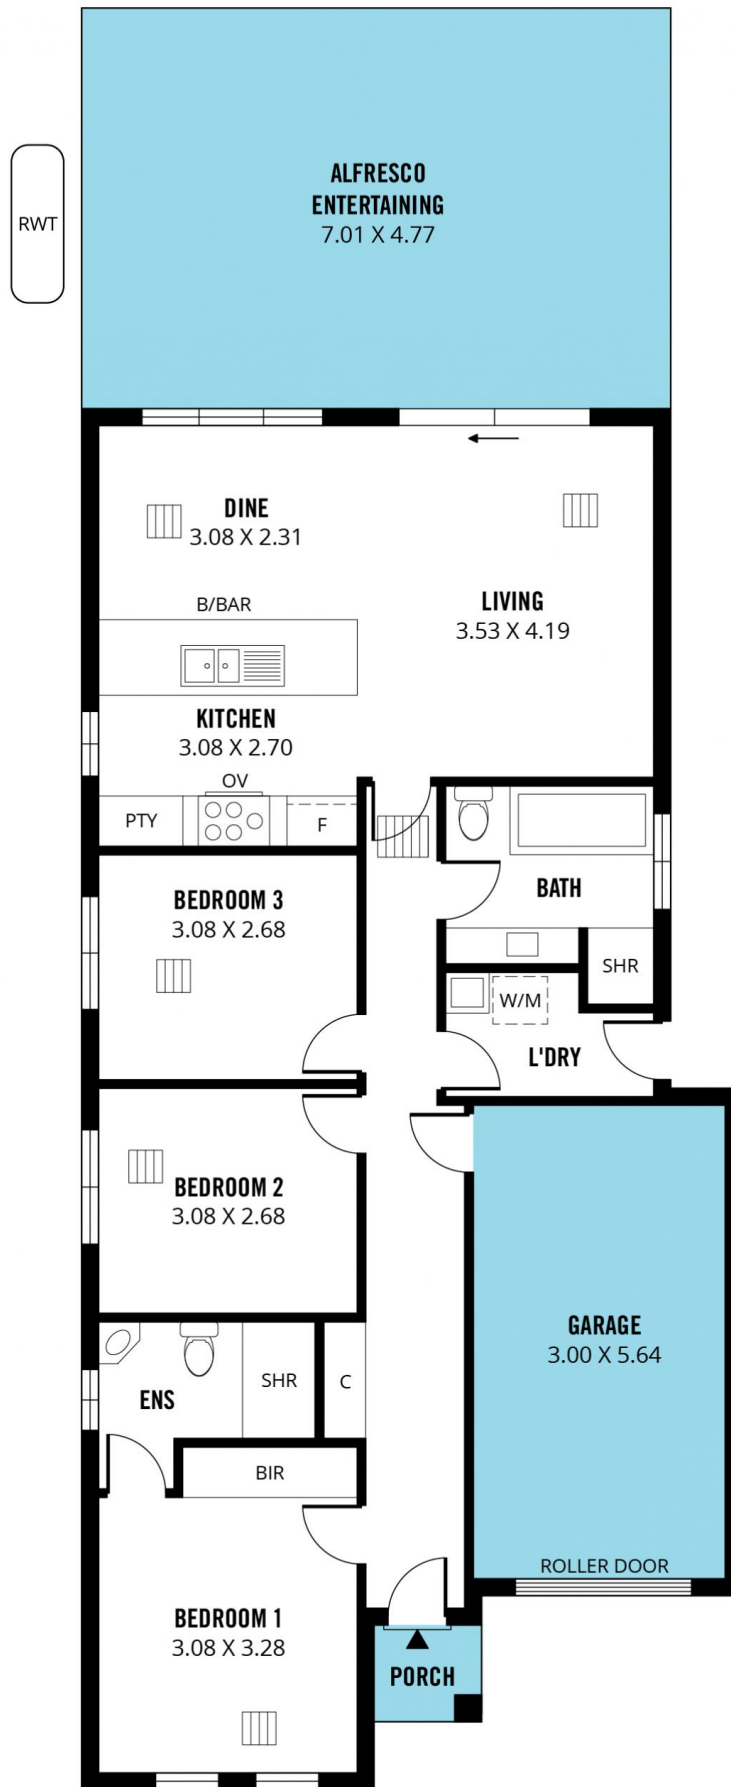 ALFRESCO
ENTERTAINING
7.01 X 4.77
RWT
DINE
3.08 X 2.31
LIVING
3.53 X 4.19
B/BAR
KITCHEN
3.08 X 2.70
OV
PTY
F
BATH
BEDROOM 3
3.08 X 2.68
SHR
W/M
L'DRY
BEDROOM 2
3.08 X 2.68
GARAGE
3.00 X 5.64
ENS
SHR
C
BIR
ROLLER DOOR
BEDROOM 1
3.08 X 3.28
PORCH